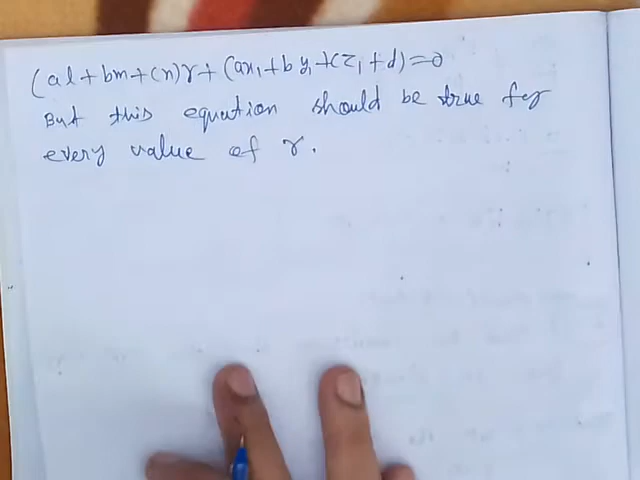 (al+bm+cn)r+(ax₁+by₁+cz₁+d)=0
But this equation should be true for
every value of r.